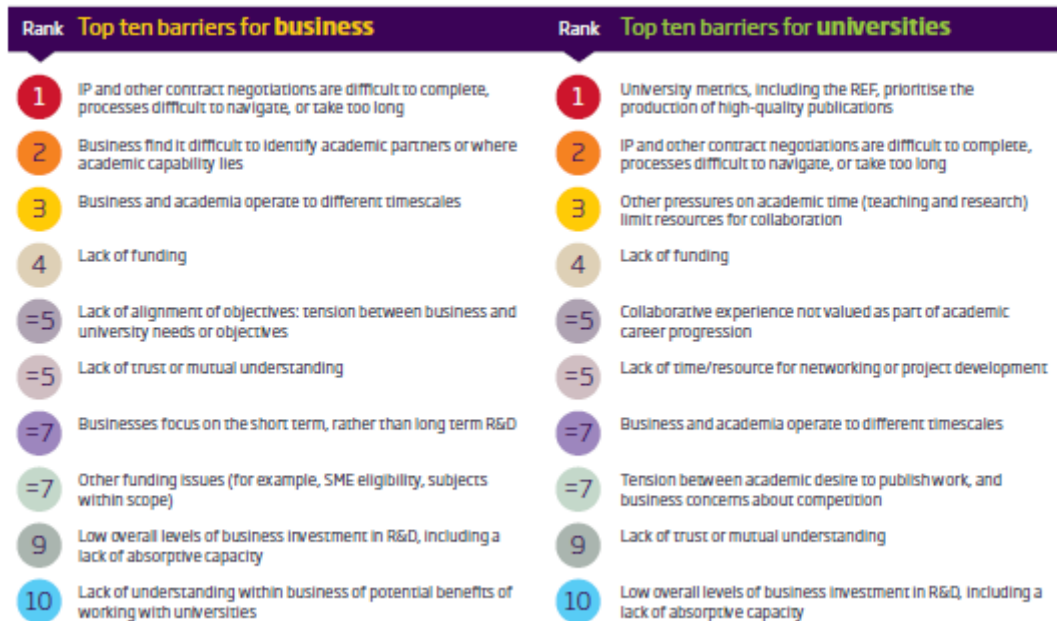 Rank Top ten barriers for business
1 IP and other contract negotiations are difficult to complete,
processes difficult to navigate, or take too long
2 Business find it difficult to identify academic partners or where
academic capability lies
3 Business and academia operate to different timescales
4 Lack of funding
=5 Lack of alignment of objectives: tension between business and
university needs or objectives
=5 Lack of trust or mutual understanding
=7 Businesses focus on the short term, rather than long term R&D
=7 Other funding issues (for example, SME eligibility, subjects
within scope)
9 Low overall levels of business investment in R&D, including a
lack of absorptive capacity
10 Lack of understanding within business of potential benefits of
working with universities
Rank Top ten barriers for universities
1 University metrics, including the REF, prioritise the
production of high-quality publications
2 IP and other contract negotiations are difficult to complete,
processes difficult to navigate, or take too long
3 Other pressures on academic time (teaching and research)
limit resources for collaboration
4 Lack of funding
=5 Collaborative experience not valued as part of academic
career progression
=5 Lack of time/resource for networking or project development
=7 Business and academia operate to different timescales
=7 Tension between academic desire to publish work, and
business concerns about competition
9 Lack of trust or mutual understanding
10 Low overall levels of business investment in R&D, including a
lack of absorptive capacity